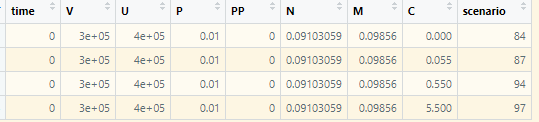 time V U P PP N M C scenario
0 3e+05 4e+05 0.01 0 0.09103059 0.09856 0.000 84
0 3e+05 4e+05 0.01 0 0.09103059 0.09856 0.055 87
0 3e+05 4e+05 0.01 0 0.09103059 0.09856 0.550 94
0 3e+05 4e+05 0.01 0 0.09103059 0.09856 5.500 97